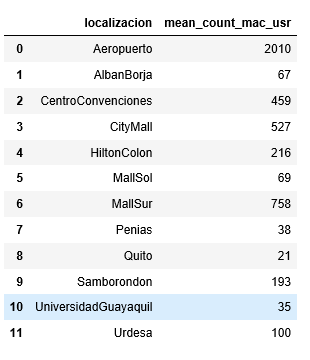 localizacion mean_count_mac_usr
0 Aeropuerto 2010
1 AlbanBorja 67
2 CentroConvenciones 459
3 CityMall 527
4 HiltonColon 216
5 MallSol 69
6 MallSur 758
7 Penias 38
8 Quito 21
9 Samborondon 193
10 UniversidadGuayaquil 35
11 Urdesa 100